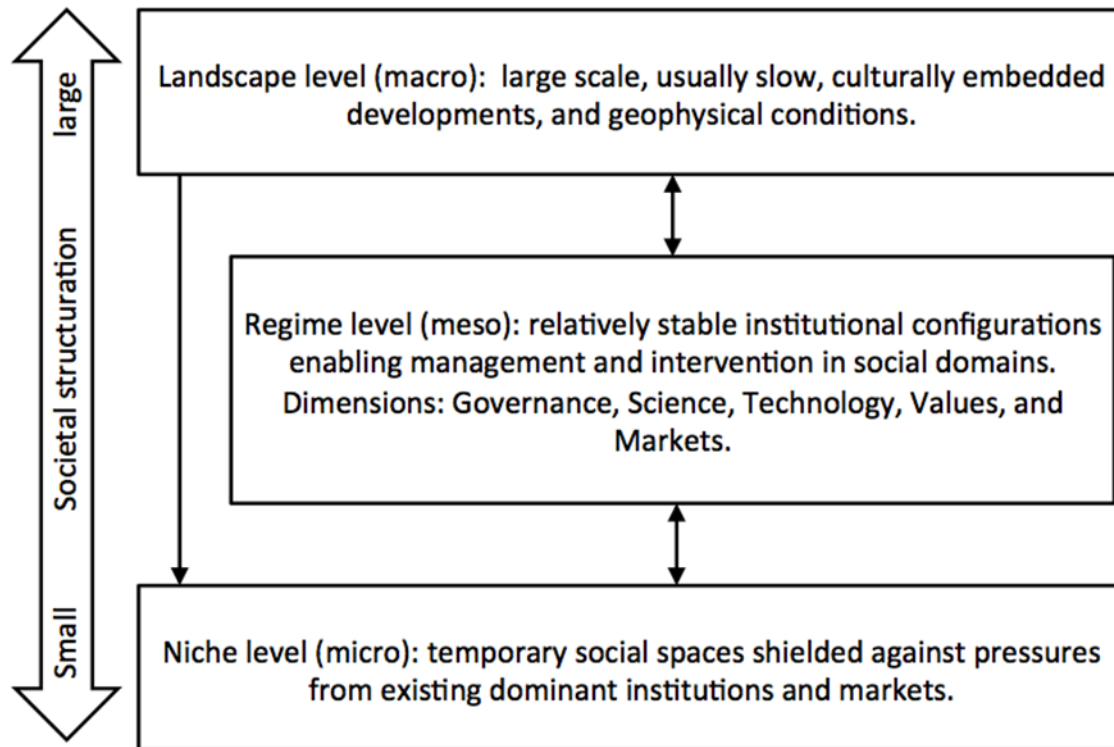 large
Societal structuration
Small
Landscape level (macro):  large scale, usually slow, culturally embedded
developments, and geophysical conditions.
Regime level (meso): relatively stable institutional configurations
enabling management and intervention in social domains.
Dimensions: Governance, Science, Technology, Values, and
Markets.
Niche level (micro): temporary social spaces shielded against pressures
from existing dominant institutions and markets.